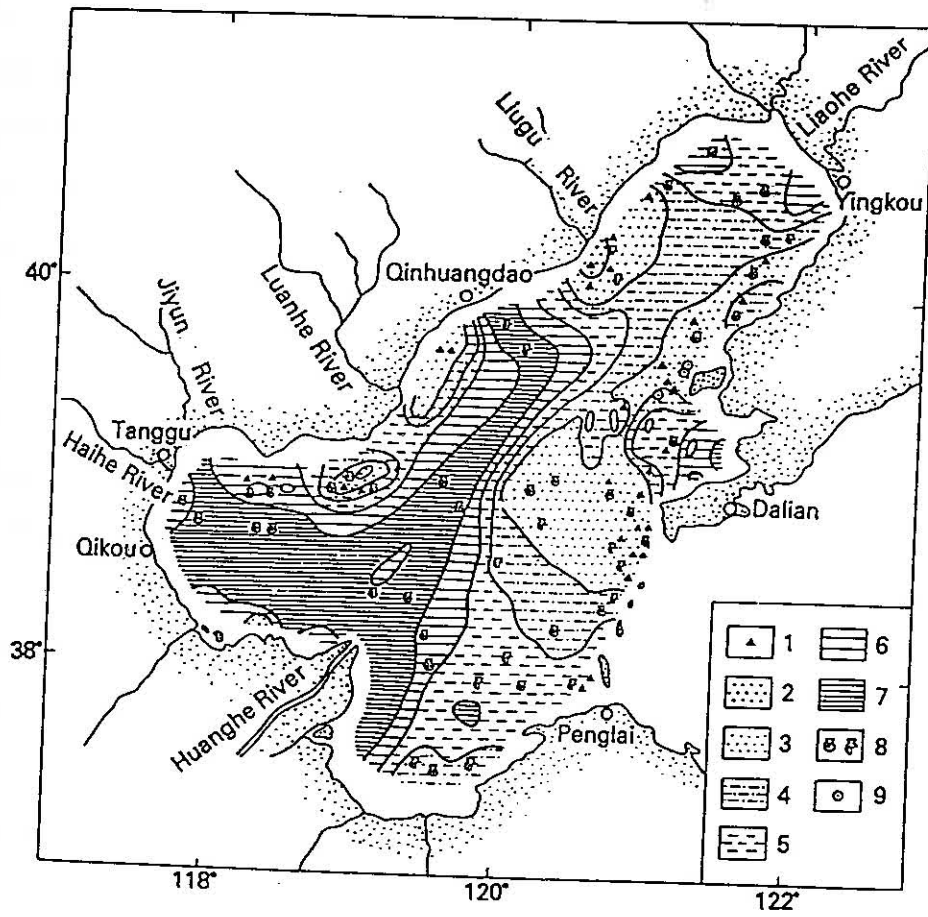 Liaohe River
Liugu River
Yingkou
40°
Qinhuangdao
Luanhe River
Jiyun River
Tanggu
Haihe River
Dalian
Qikou
38°
Huanghe River
Penglai
1 6
2 7
3 8
4 9
5
118° 120° 122°